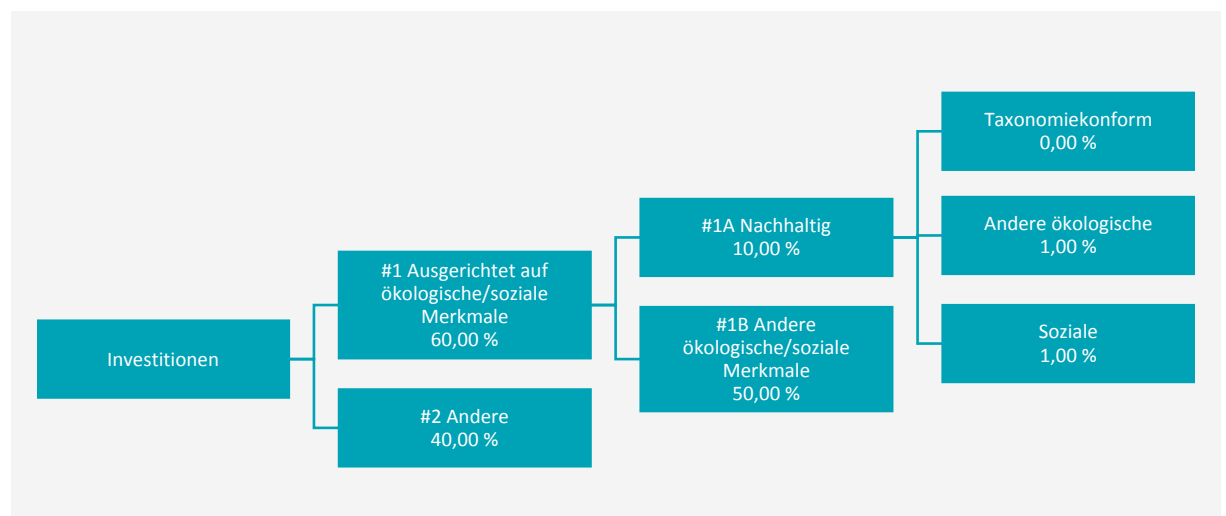 Investitionen
#1 Ausgerichtet auf
ökologische/soziale
Merkmale
60,00 %
#2 Andere
40,00 %
#1A Nachhaltig
10,00 %
#1B Andere
ökologische/soziale
Merkmale
50,00 %
Taxonomiekonform
0,00 %
Andere ökologische
1,00 %
Soziale
1,00 %